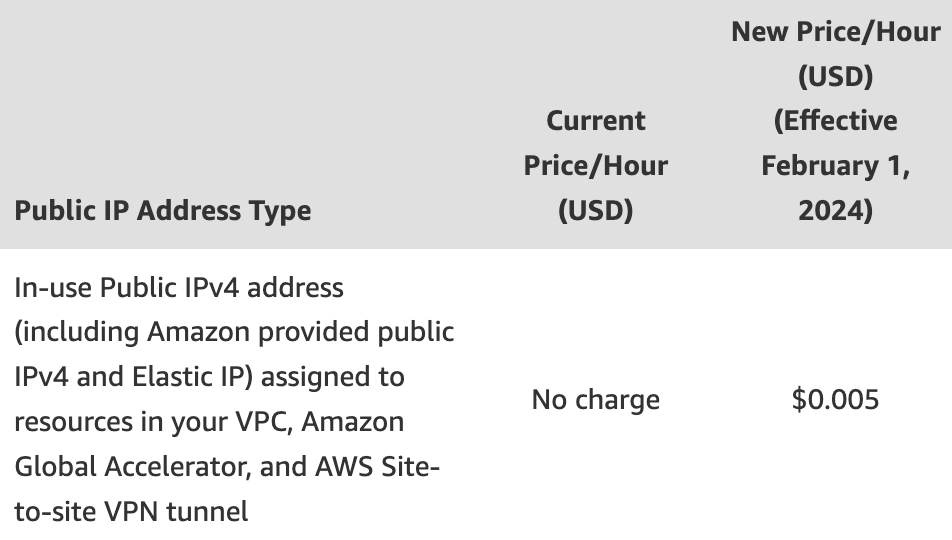 Public IP Address Type
Current
Price/Hour
(USD)
New Price/Hour
(USD)
(Effective
February 1,
2024)
In-use Public IPv4 address
(including Amazon provided public
IPv4 and Elastic IP) assigned to
resources in your VPC, Amazon
Global Accelerator, and AWS Site-
to-site VPN tunnel
No charge
$0.005